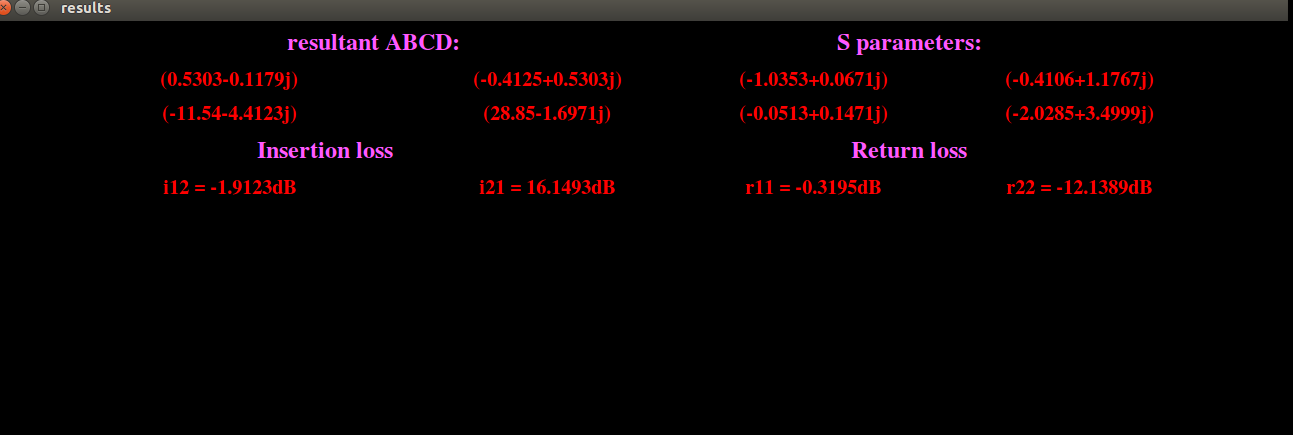 results
resultant ABCD: S parameters:
(0.5303-0.1179j) (-0.4125+0.5303j) (-1.0353+0.0671j) (-0.4106+1.1767j)
(-11.54-4.4123j) (28.85-1.6971j) (-0.0513+0.1471j) (-2.0285+3.4999j)
Insertion loss Return loss
i12 = -1.9123dB i21 = 16.1493dB r11 = -0.3195dB r22 = -12.1389dB